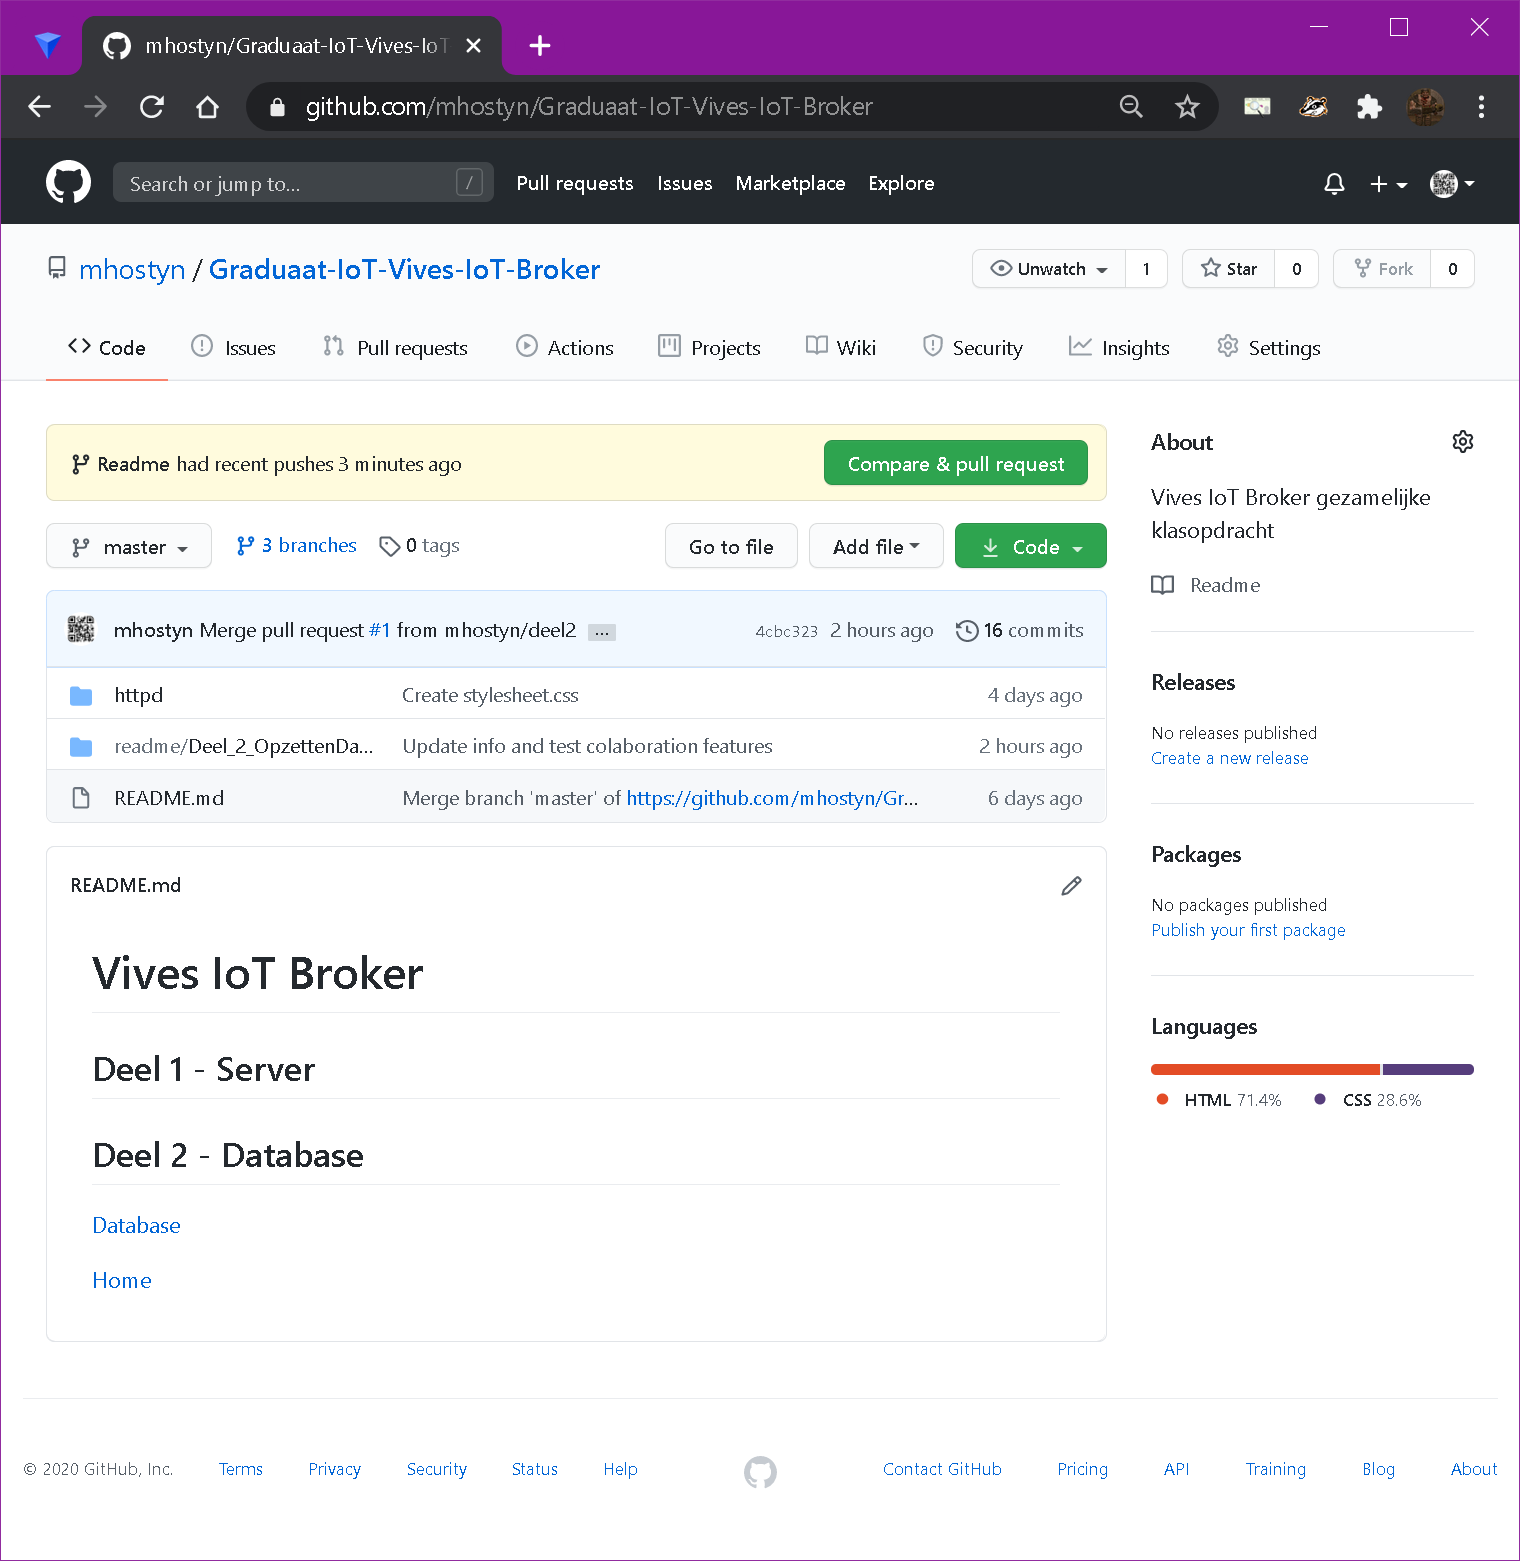 mhostyn/Graduaat-IoT-Vives-IoT
github.com/mhostyn/Graduaat-IoT-Vives-IoT-Broker
Search or jump to... /
Pull requests Issues Marketplace Explore
mhostyn / Graduaat-IoT-Vives-IoT-Broker
Unwatch 1 Star 0 Fork 0
Code Issues Pull requests Actions Projects Wiki Security Insights Settings
Readme had recent pushes 3 minutes ago
Compare & pull request
master 3 branches 0 tags
Go to file Add file Code
mhostyn Merge pull request #1 from mhostyn/deel2 ... 4cbc323 2 hours ago 16 commits
httpd Create stylesheet.css 4 days ago
readme/Deel_2_OpzettenDa... Update info and test colaboration features 2 hours ago
README.md Merge branch 'master' of https://github.com/mhostyn/Gr... 6 days ago
README.md
Vives IoT Broker
Deel 1 - Server
Deel 2 - Database
Database
Home
About
Vives IoT Broker gezamelijke
klasopdracht
Readme
Releases
No releases published
Create a new release
Packages
No packages published
Publish your first package
Languages
HTML 71.4% CSS 28.6%
© 2020 GitHub, Inc. Terms Privacy Security Status Help Contact GitHub Pricing API Training Blog About